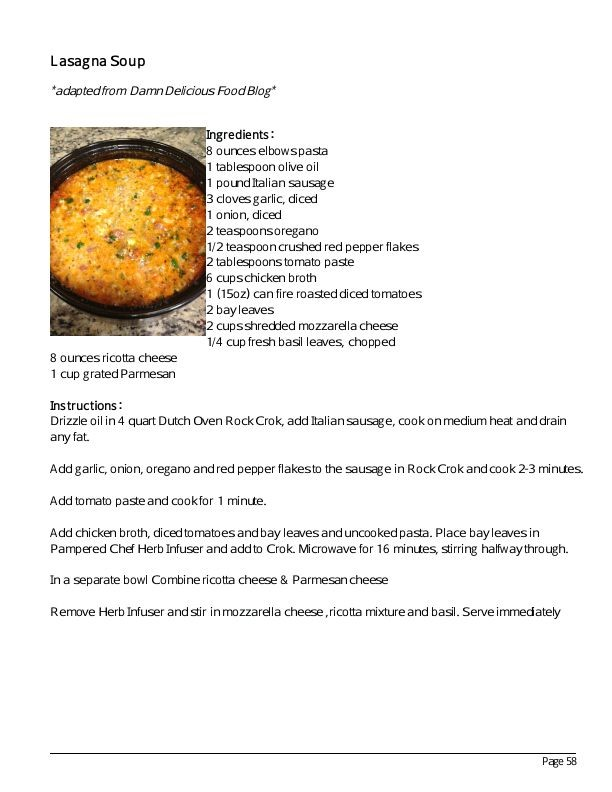 Lasagna Soup
*adapted from Damn Delicious Food Blog*
Ingredients:
8 ounces elbows pasta
1 tablespoon olive oil
1 pound Italian sausage
3 cloves garlic, diced
1 onion, diced
2 teaspoons oregano
1/2 teaspoon crushed red pepper flakes
2 tablespoons tomato paste
6 cups chicken broth
1 (15oz) can fire roasted diced tomatoes
2 bay leaves
2 cups shredded mozzarella cheese
1/4 cup fresh basil leaves, chopped
8 ounces ricotta cheese
1 cup grated Parmesan
Instructions:
Drizzle oil in 4 quart Dutch Oven Rock Crok, add Italian sausage, cook on medium heat and drain
any fat.
Add garlic, onion, oregano and red pepper flakes to the sausage in Rock Crok and cook 2-3 minutes.
Add tomato paste and cook for 1 minute.
Add chicken broth, diced tomatoes and bay leaves and uncooked pasta. Place bay leaves in
Pampered Chef Herb Infuser and add to Crok. Microwave for 16 minutes, stirring halfway through.
In a separate bowl Combine ricotta cheese & Parmesan cheese
Remove Herb Infuser and stir in mozzarella cheese ,ricotta mixture and basil. Serve immediately
Page 58